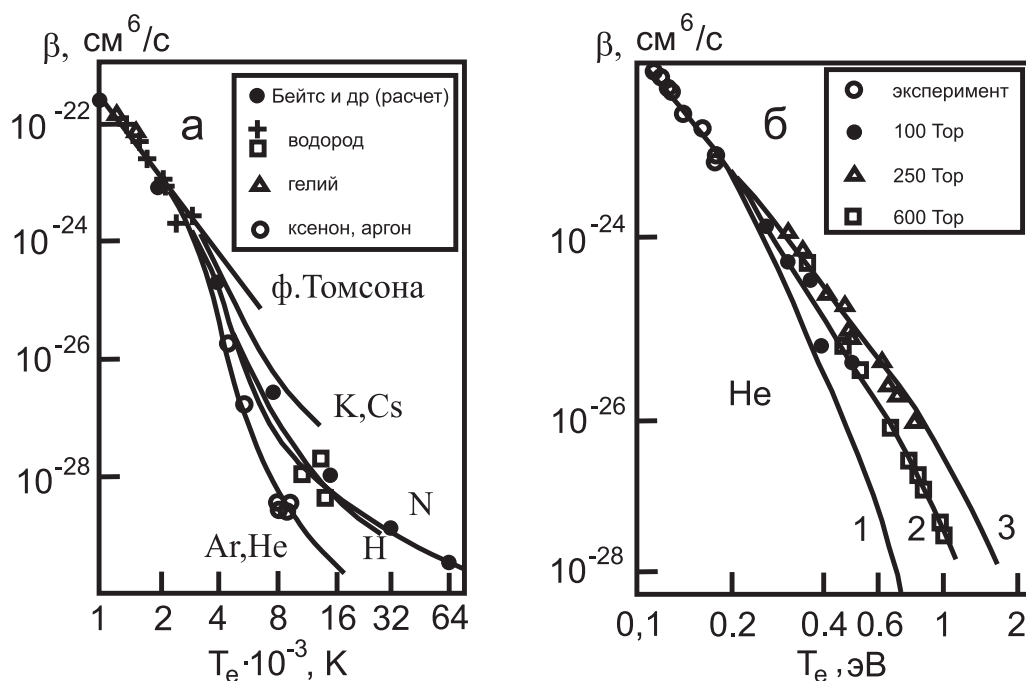 β, см⁶/с
10⁻²²
10⁻²⁴
10⁻²⁶
10⁻²⁸
а
Бейтс и др (расчет)
водород
гелий
ксенон, аргон
ф.Томсона
K,Cs
N
H
Ar,He
1 2 4 8 16 32 64
Tₑ·10⁻³, К
β, см⁶/с
10⁻²⁴
10⁻²⁶
10⁻²⁸
б
эксперимент
100 Тор
250 Тор
600 Тор
He
1 2 3
0,1 0.2 0.4 0.6 1 2
Tₑ,эВ